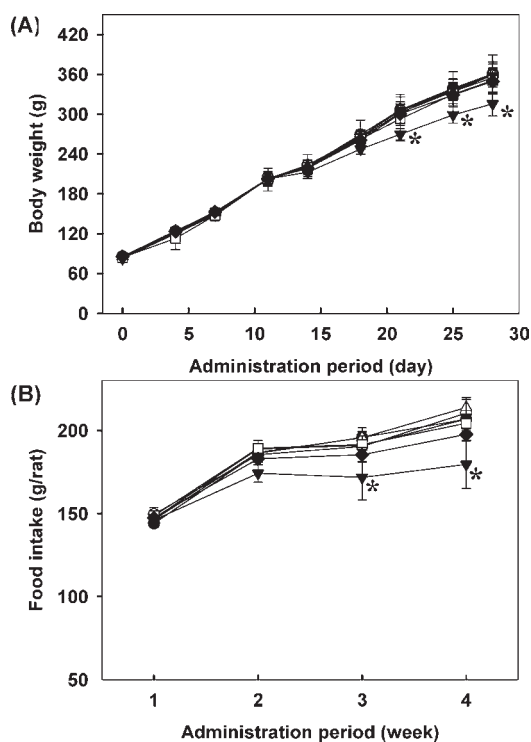 (A)
Body weight (g)
420
360
300
240
180
120
60
0
*
*
*
0 5 10 15 20 25 30
Administration period (day)
(B)
Food intake (g/rat)
200
150
100
50
*
*
1 2 3 4
Administration period (week)